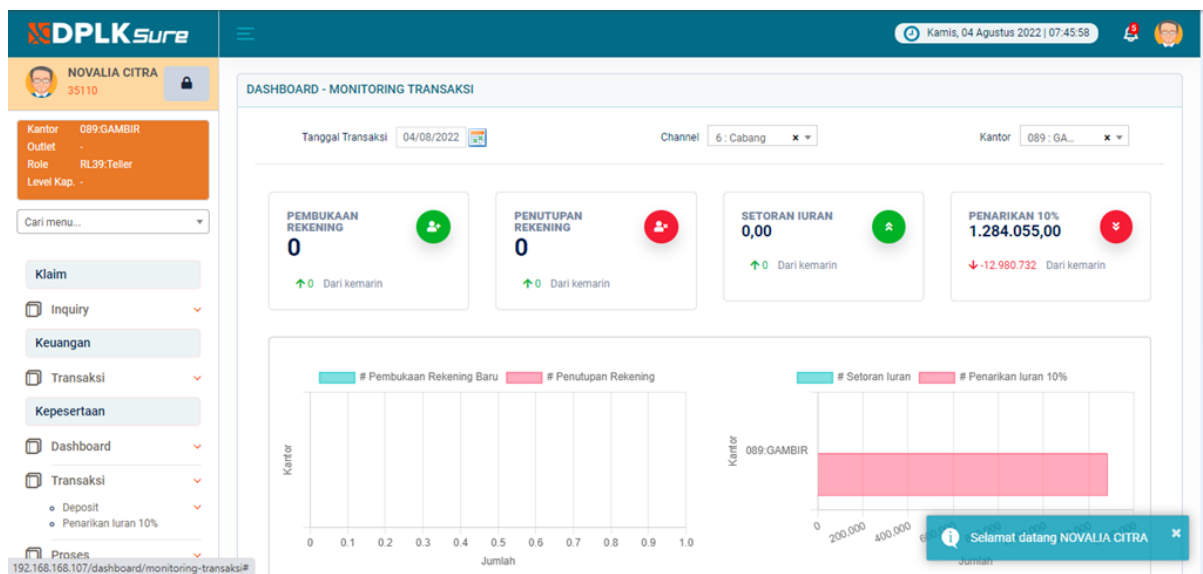 DPLKSure
Kamis, 04 Agustus 2022 | 07:45:58
NOVALIA CITRA
35110
Kantor 089:GAMBIR
Outlet -
Role RL39:Teller
Level Kap. -
Cari menu...
Klaim
Inquiry
Keuangan
Transaksi
Kepesertaan
Dashboard
Transaksi
Deposit
Penarikan Iuran 10%
Proses
192.168.168.107/dashboard/monitoring-transaksi#
DASHBOARD - MONITORING TRANSAKSI
Tanggal Transaksi 04/08/2022 Channel 6 : Cabang × Kantor 089 : GA... ×
PEMBUKAAN
REKENING
0
0 Dari kemarin
PENUTUPAN
REKENING
0
0 Dari kemarin
SETORAN IURAN
0,00
0 Dari kemarin
PENARIKAN 10%
1.284.055,00
-12.980.732 Dari kemarin
# Pembukaan Rekening Baru # Penutupan Rekening
Kantor
0 0.1 0.2 0.3 0.4 0.5 0.6 0.7 0.8 0.9 1.0
Jumlah
# Setoran Iuran # Penarikan Iuran 10%
Kantor
089:GAMBIR
0 200.000 400.000
Jumlah
Selamat datang NOVALIA CITRA ×